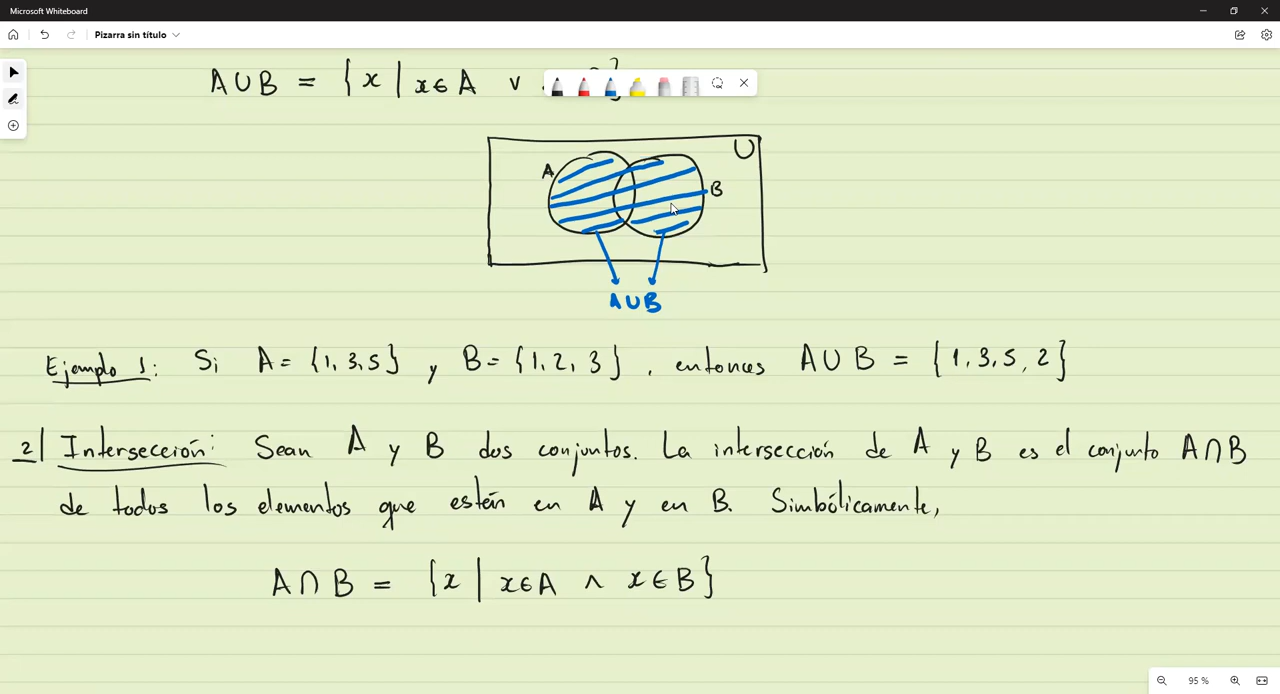 Microsoft Whiteboard
Pizarra sin título
A∪B = {x | x∈A ∨
U
A
B
A∪B
Ejemplo 1: Si A = {1, 3, 5} y B = {1, 2, 3}, entonces A∪B = {1, 3, 5, 2}
2| Intersección: Sean A y B dos conjuntos. La intersección de A y B es el conjunto A∩B
de todos los elementos que están en A y en B. Simbólicamente,
A∩B = {x | x∈A ∧ x∈B}
95 %